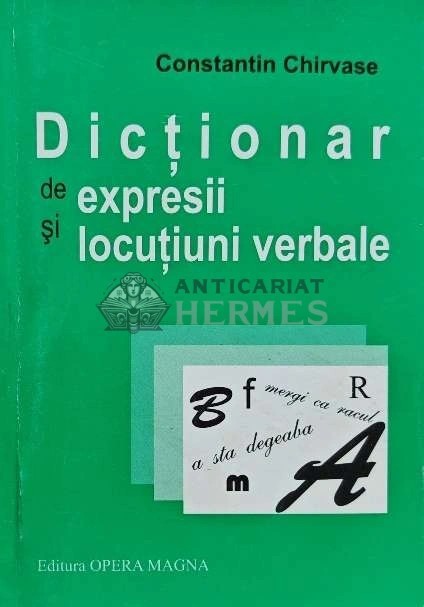 Constantin Chirvase
Dicționar
de expresii
și locuțiuni verbale
ANTICARIAT
HERMES
B f mergi ca racul R
a sta degeaba
m A
Editura OPERA MAGNA